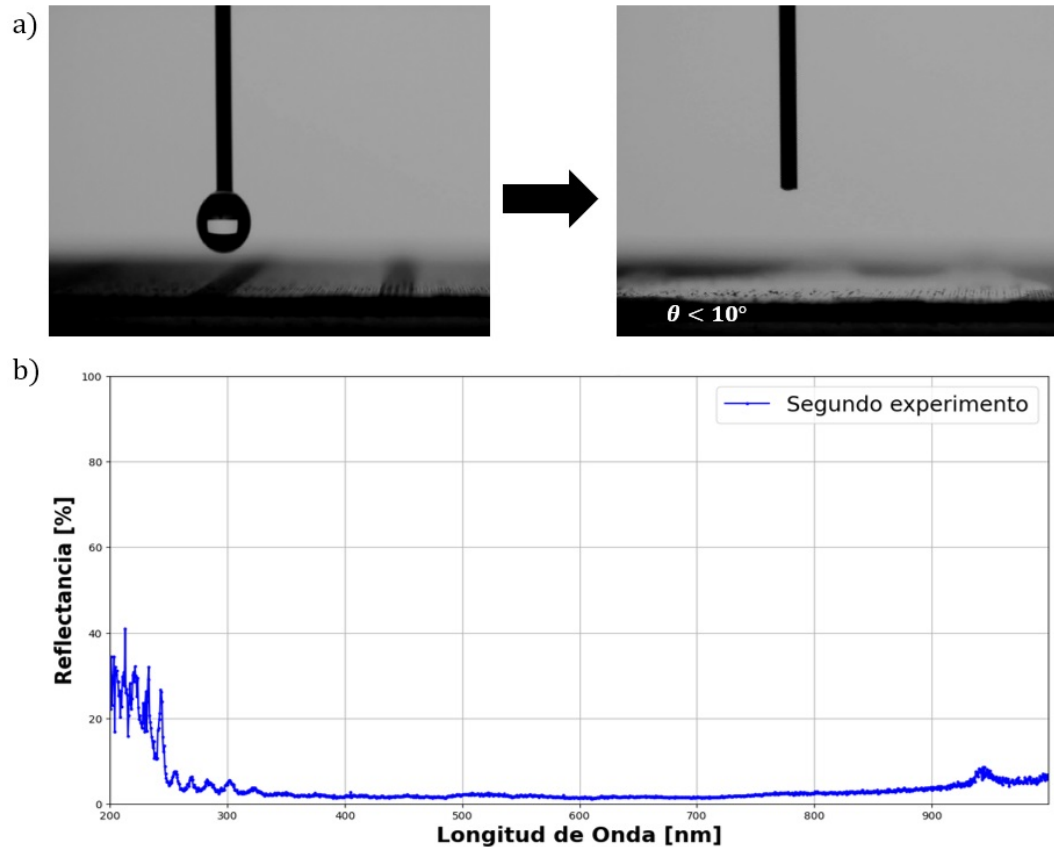 a)
θ < 10°
b)
Segundo experimento
Reflectancia [%]
100
80
60
40
20
0
200 300 400 500 600 700 800 900
Longitud de Onda [nm]